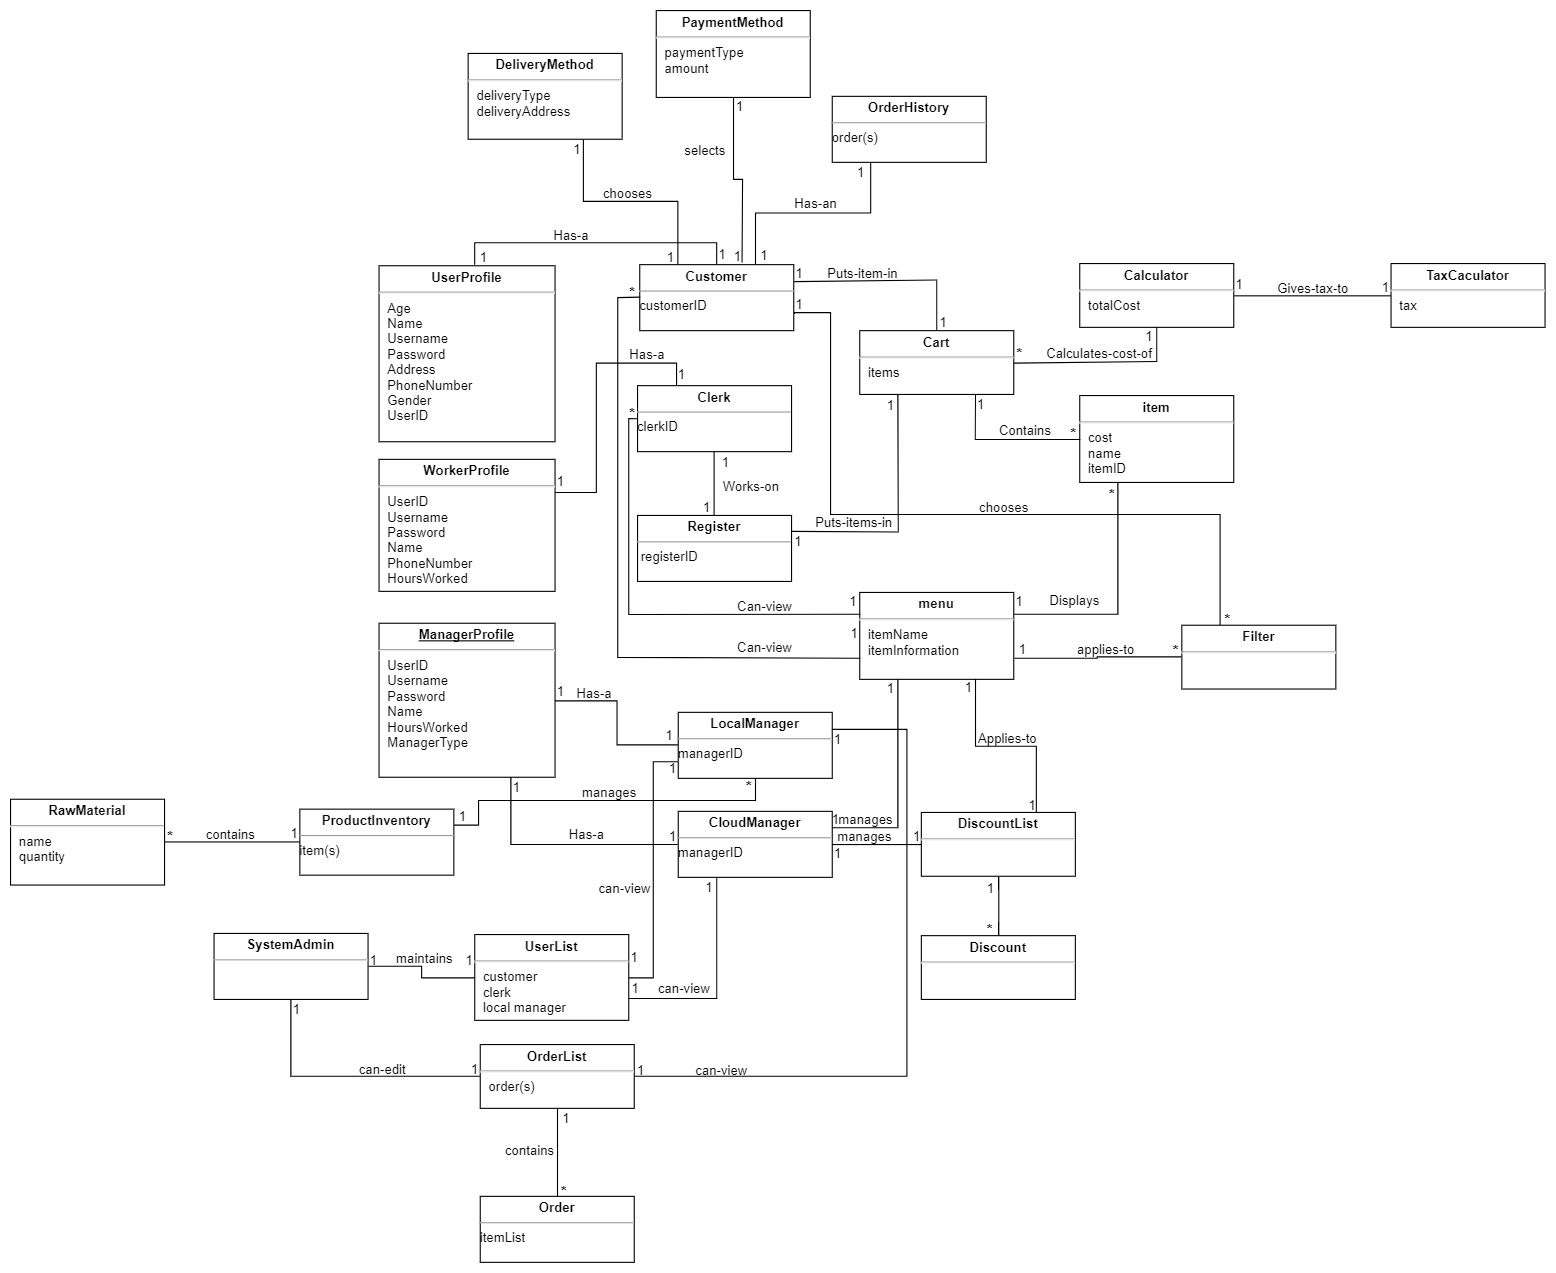 PaymentMethod
paymentType
amount
1
DeliveryMethod
deliveryType
deliveryAddress
1
OrderHistory
order(s)
1
selects
chooses
Has-an
Has-a
1
1
1
1
1
UserProfile
Age
Name
Username
Password
Address
PhoneNumber
Gender
UserID
Customer
customerID
*
1
1
Puts-item-in
1
Calculator
totalCost
1
Gives-tax-to
1
TaxCaculator
tax
Cart
items
*
Calculates-cost-of
1
Has-a
1
Clerk
clerkID
*
1
Works-on
1
1
1
Contains
*
item
cost
name
itemID
*
WorkerProfile
UserID
Username
Password
Name
PhoneNumber
HoursWorked
1
Register
registerID
Puts-items-in
1
chooses
*
menu
itemName
itemInformation
Can-view
1
Can-view
1
1
Displays
1
applies-to
*
Filter
ManagerProfile
UserID
Username
Password
Name
HoursWorked
ManagerType
1
Has-a
1
1
1
LocalManager
managerID
1
1
*
1
Applies-to
1
manages
1
RawMaterial
name
quantity
*
contains
1
ProductInventory
item(s)
Has-a
1
CloudManager
managerID
1manages
manages
1
1
1
DiscountList
1
*
Discount
can-view
SystemAdmin
1
maintains
1
1
UserList
customer
clerk
local manager
1
1
can-view
can-edit
1
OrderList
order(s)
1
can-view
1
contains
*
Order
itemList